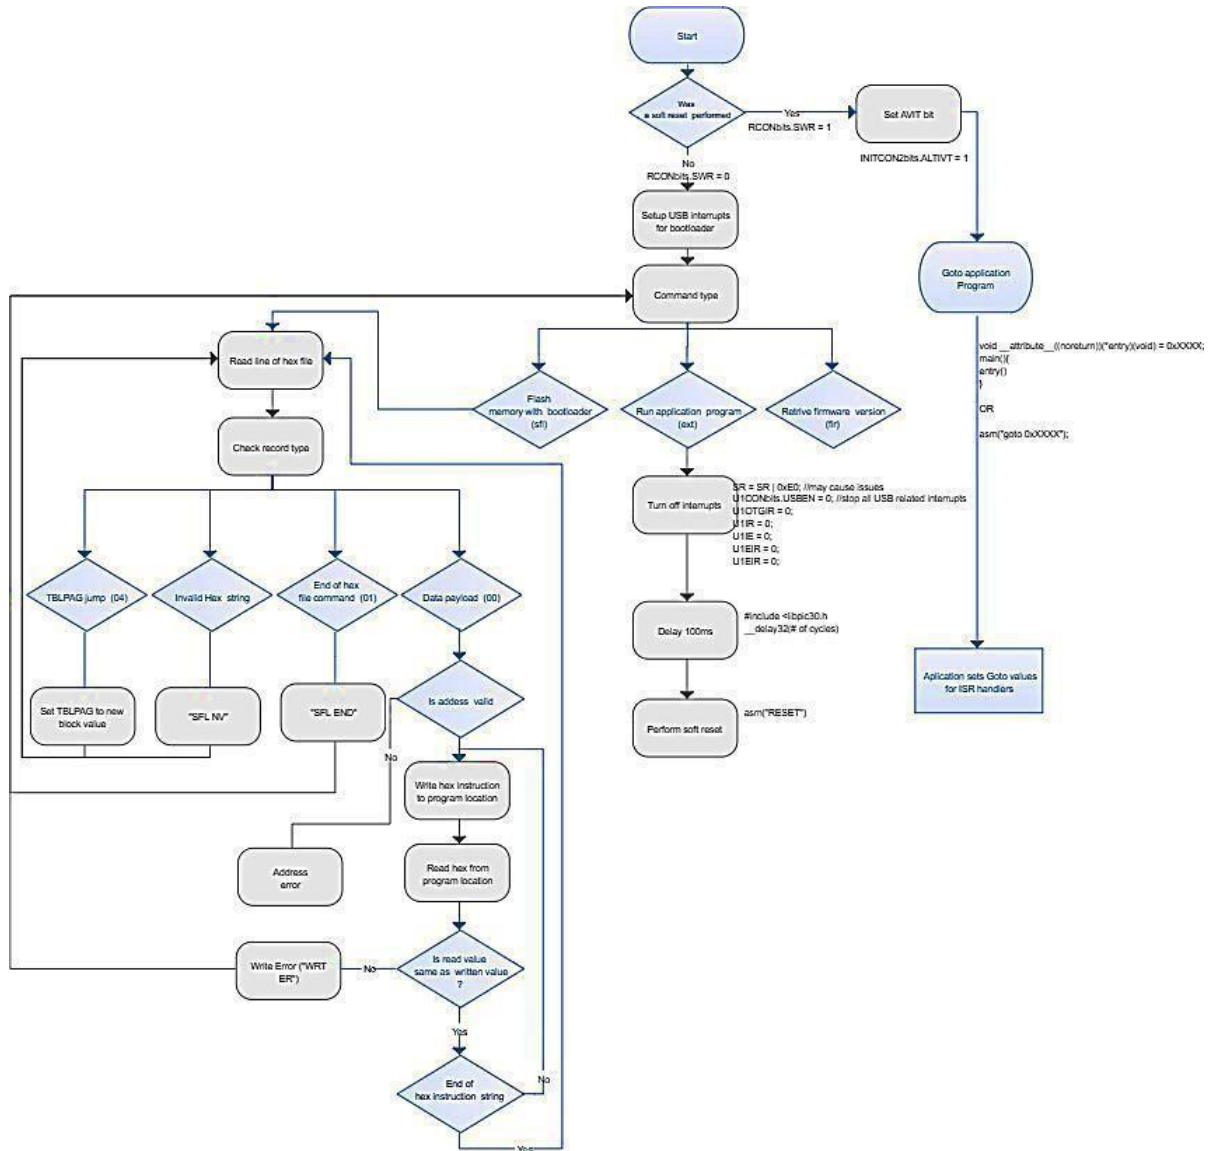 Start
Was
a soft reset performed
Yes
RCONbits.SWR = 1
Set AVIT bit
INITCON2bits.ALTIVT = 1
No
RCONbits.SWR = 0
Setup USB interrupts
for bootloader
Command type
Goto application
Program
void __attribute__((noreturn))(*entry)(void) = 0xXXXX;
main(){
entry()
}
OR
asm("goto 0xXXXX");
Aplication sets Goto values
for ISR handlers
Flash
memory with bootloader
(sfl)
Run application program
(ext)
Retrive firmware version
(fir)
Turn off interrupts
SR = SR | 0xE0; //may cause issues
U1CONbits.USBEN = 0; //stop all USB related interrupts
U1OTGIR = 0;
U1IR = 0;
U1IE = 0;
U1EIR = 0;
U1EIR = 0;
Delay 100ms
#include <libpic30.h
__delay32(# of cycles)
Perform soft reset
asm("RESET")
Read line of hex file
Check record type
TBLPAG jump (04)
Invalid Hex string
End of hex
file command (01)
Data payload (00)
Set TBLPAG to new
block value
"SFL NV"
"SFL END"
Is addess valid
No
Address
error
Write hex instruction
to program location
Read hex from
program location
Is read value
same as written value
?
No
Write Error ("WRT
ER")
Yes
End of
hex instruction string
No
Yes